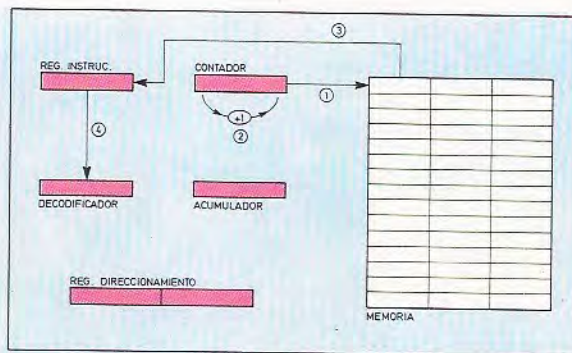 ③
REG. INSTRUC.
CONTADOR
①
+1
②
④
DECODIFICADOR
ACUMULADOR
REG. DIRECCIONAMIENTO
MEMORIA